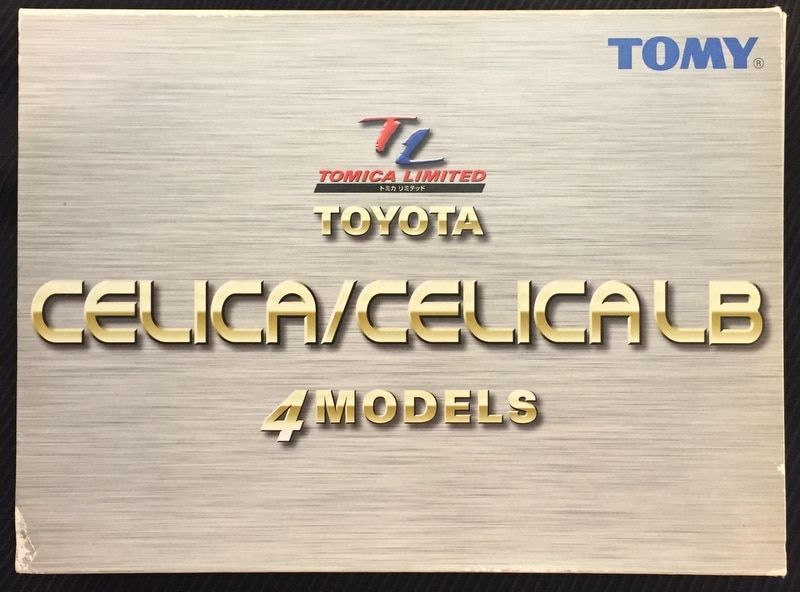 TOMY®
TL
TOMICA LIMITED
トミカ リミテッド
TOYOTA
CELICA/CELICA LB
4 MODELS